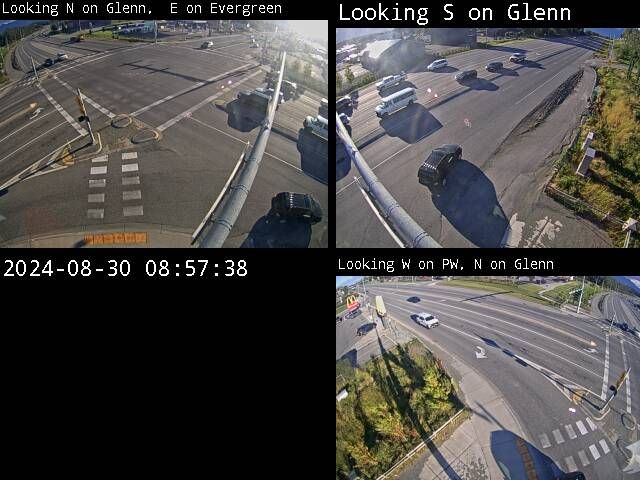 Looking N on Glenn, E on Evergreen
Looking S on Glenn
2024-08-30 08:57:38
Looking W on PW, N on Glenn